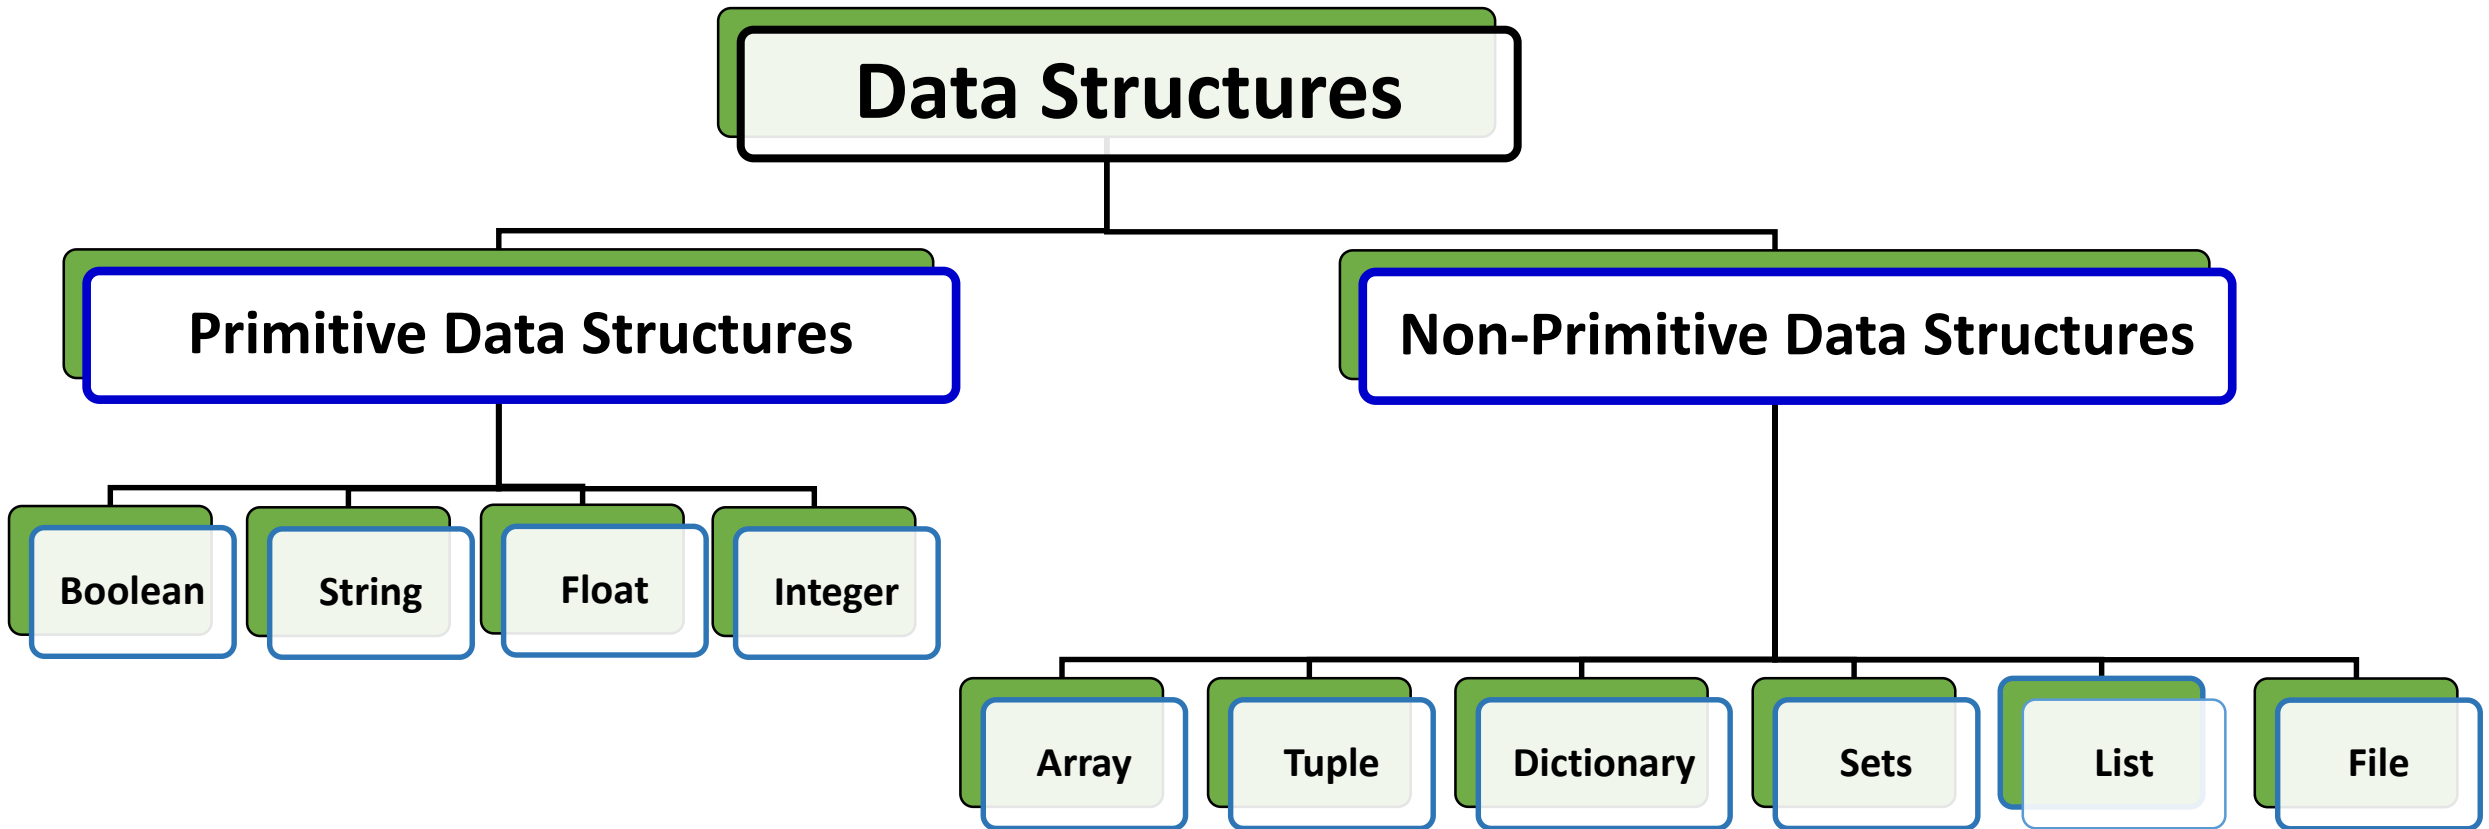 Data Structures
Primitive Data Structures
Non-Primitive Data Structures
Boolean
String
Float
Integer
Array
Tuple
Dictionary
Sets
List
File